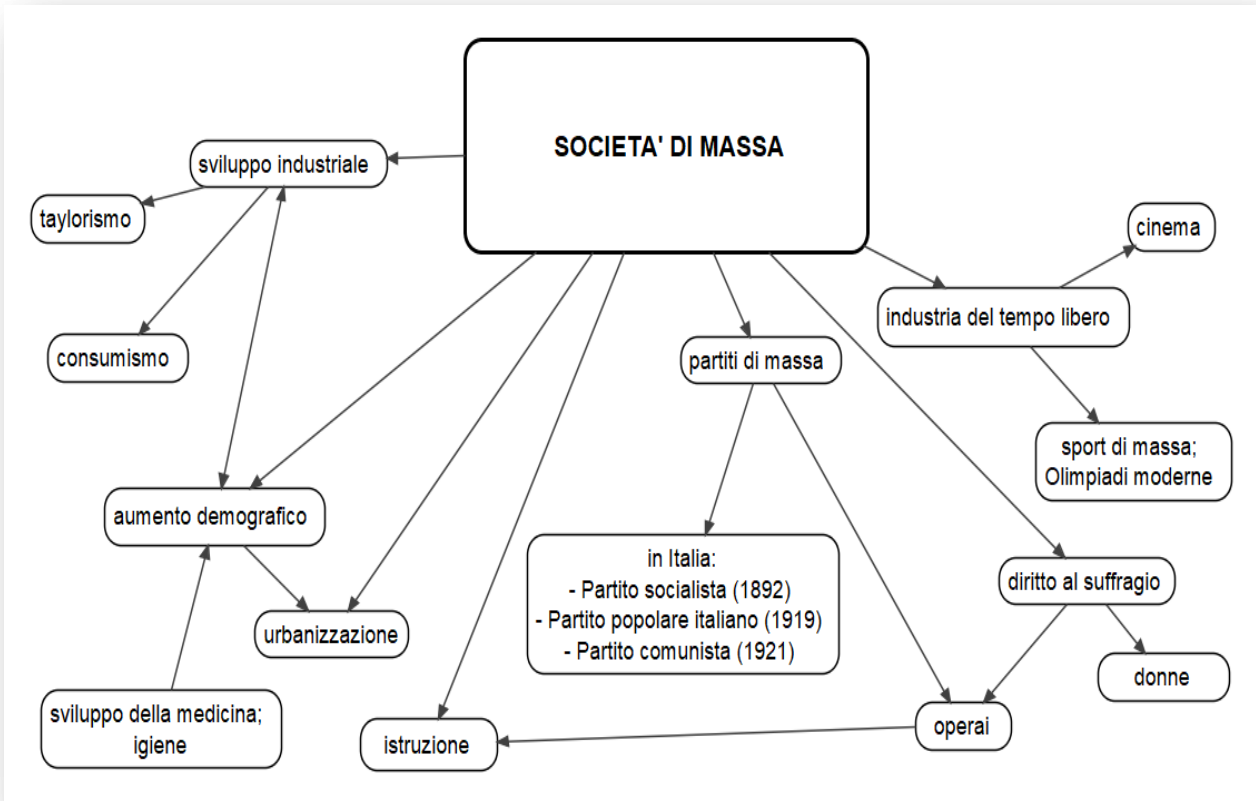 SOCIETA' DI MASSA
sviluppo industriale
taylorismo
cinema
industria del tempo libero
consumismo
partiti di massa
sport di massa;
Olimpiadi moderne
aumento demografico
in Italia:
- Partito socialista (1892)
- Partito popolare italiano (1919)
- Partito comunista (1921)
diritto al suffragio
urbanizzazione
donne
sviluppo della medicina;
igiene
istruzione
operai